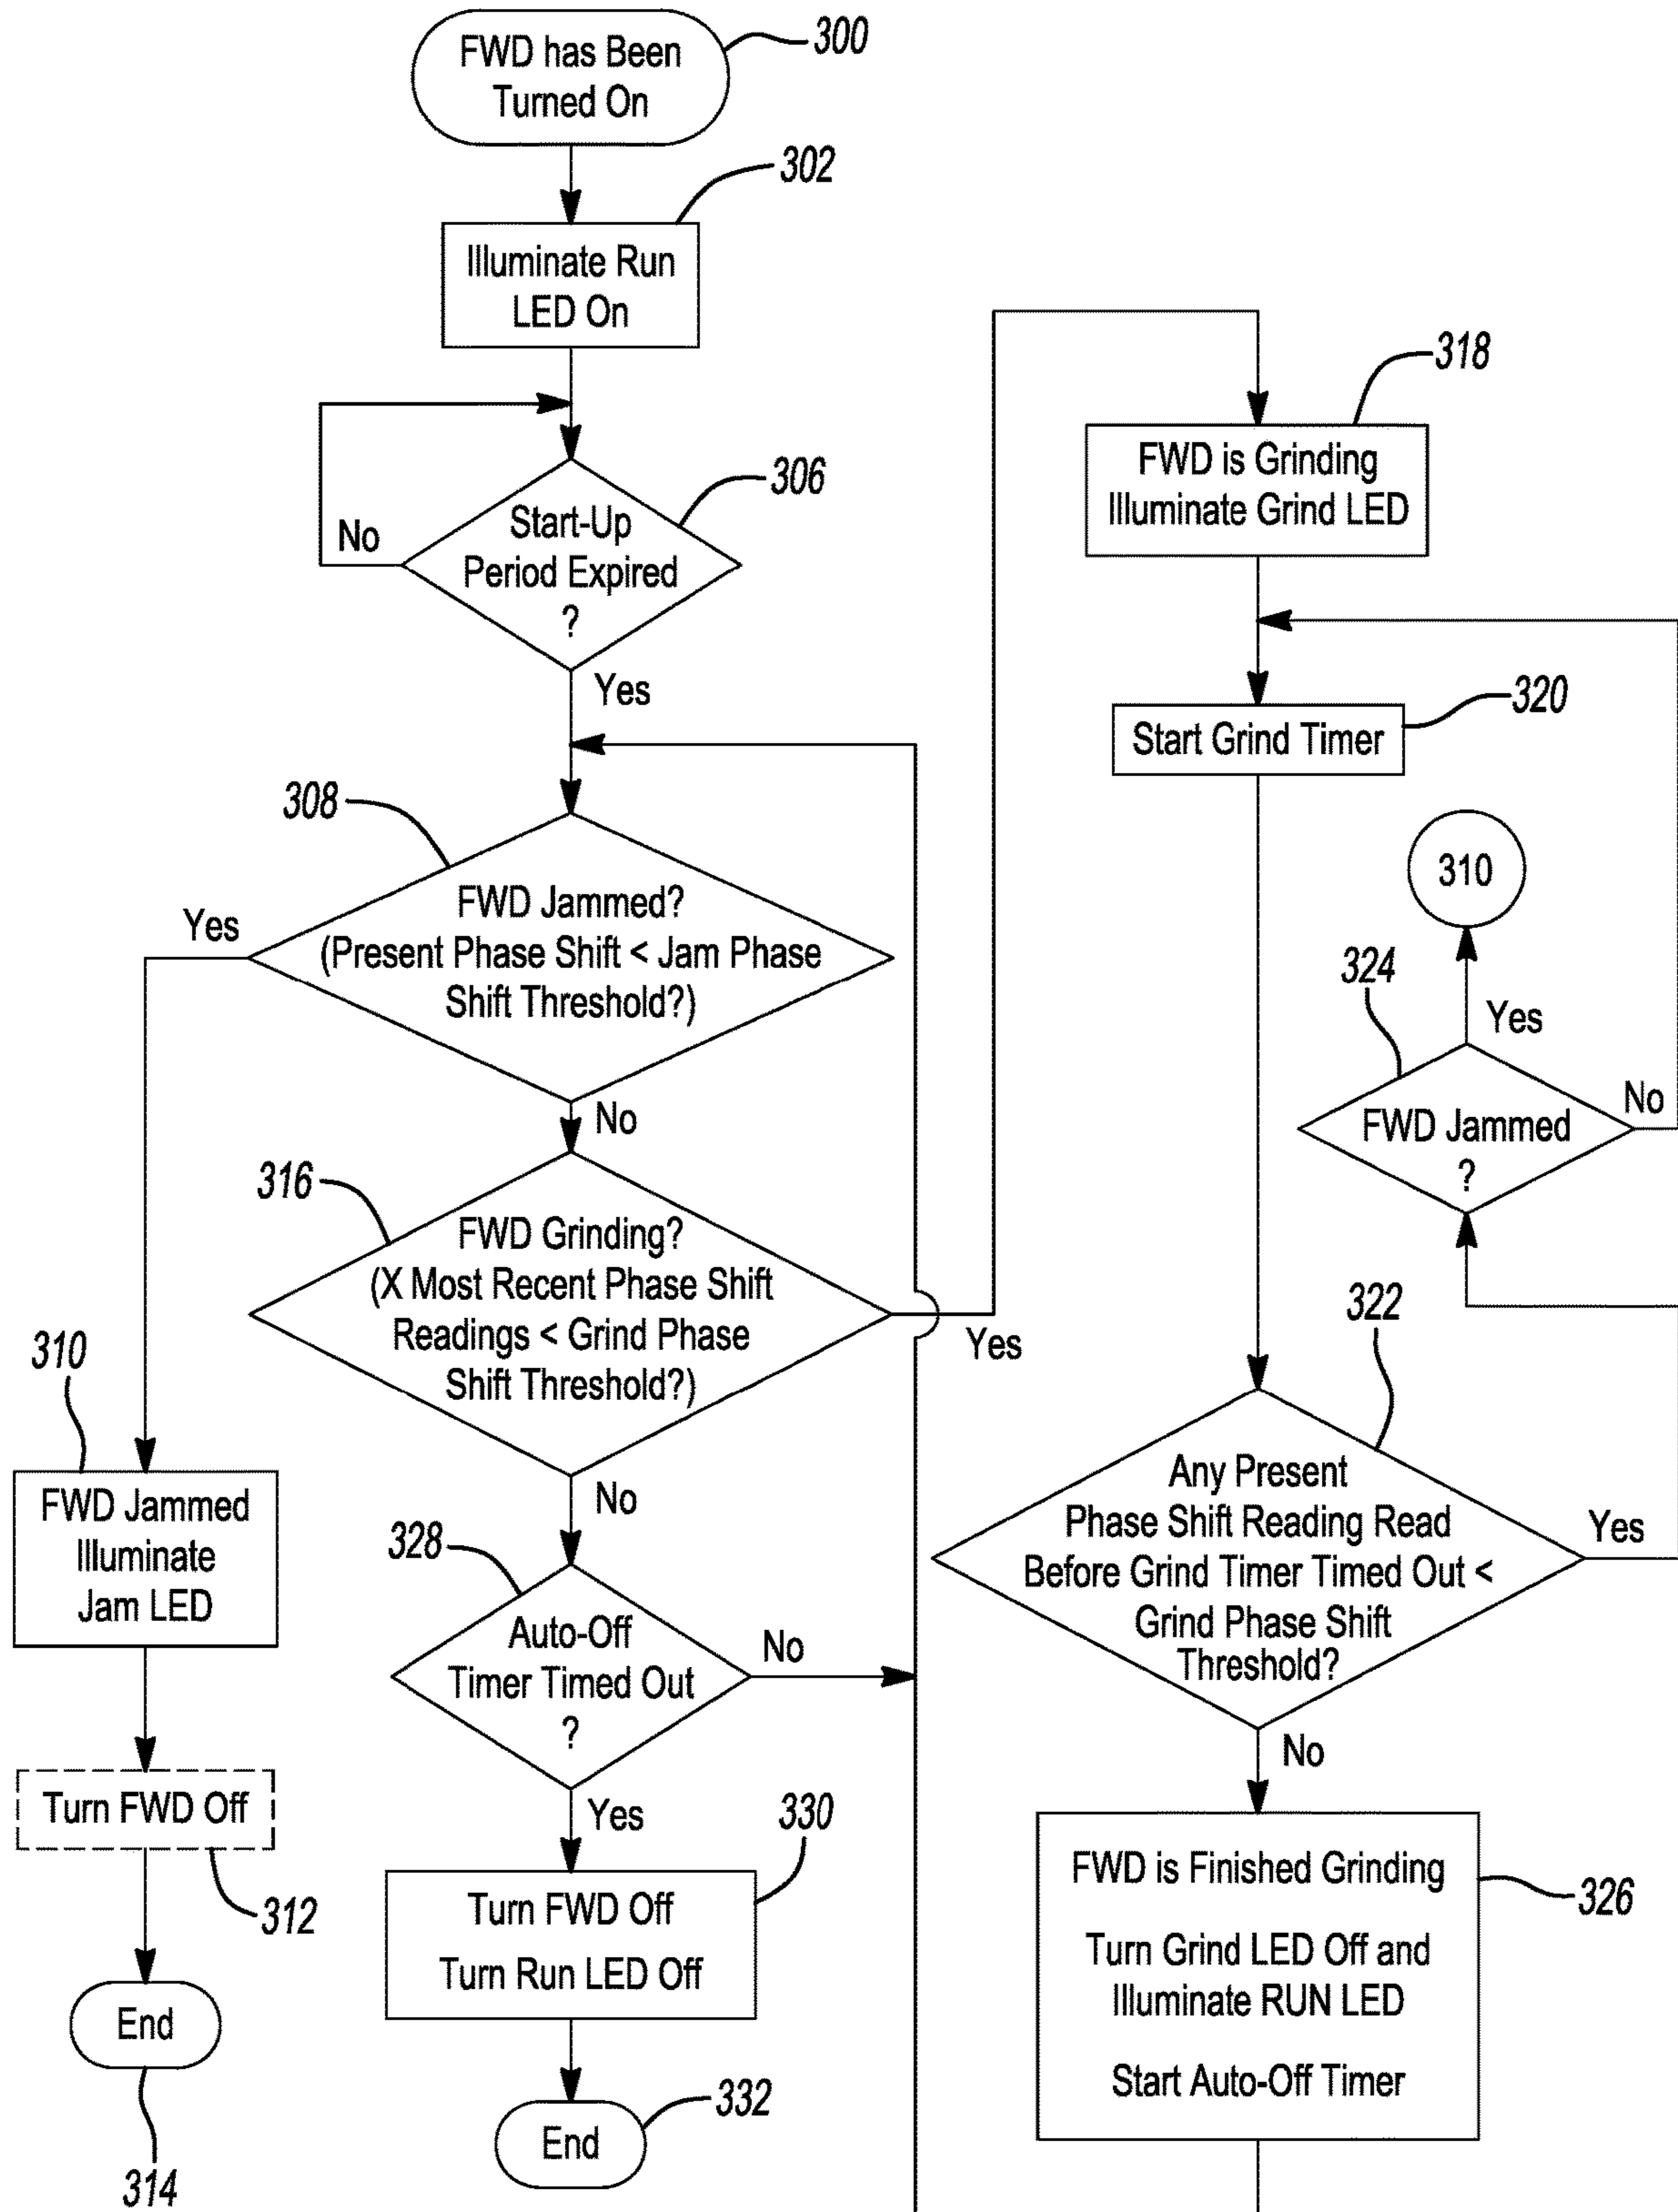 FWD has Been
Turned On
300
302
Illuminate Run
LED On
306
Start-Up
Period Expired
?
No
Yes
308
FWD Jammed?
(Present Phase Shift < Jam Phase
Shift Threshold?)
Yes
No
316
FWD Grinding?
(X Most Recent Phase Shift
Readings < Grind Phase
Shift Threshold?)
Yes
No
310
FWD Jammed
Illuminate
Jam LED
Turn FWD Off
312
End
314
328
Auto-Off
Timer Timed Out
?
No
Yes
330
Turn FWD Off
Turn Run LED Off
End
332
318
FWD is Grinding
Illuminate Grind LED
320
Start Grind Timer
310
324
Yes
FWD Jammed
?
No
322
Any Present
Phase Shift Reading Read
Before Grind Timer Timed Out <
Grind Phase Shift
Threshold?
Yes
No
FWD is Finished Grinding
326
Turn Grind LED Off and
Illuminate RUN LED
Start Auto-Off Timer